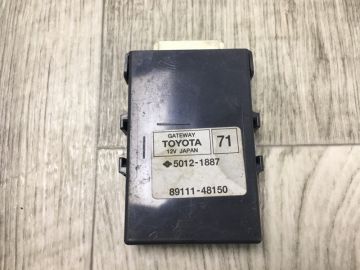 GATEWAY
TOYOTA 71
12V JAPAN
5012-1887
89111-48150